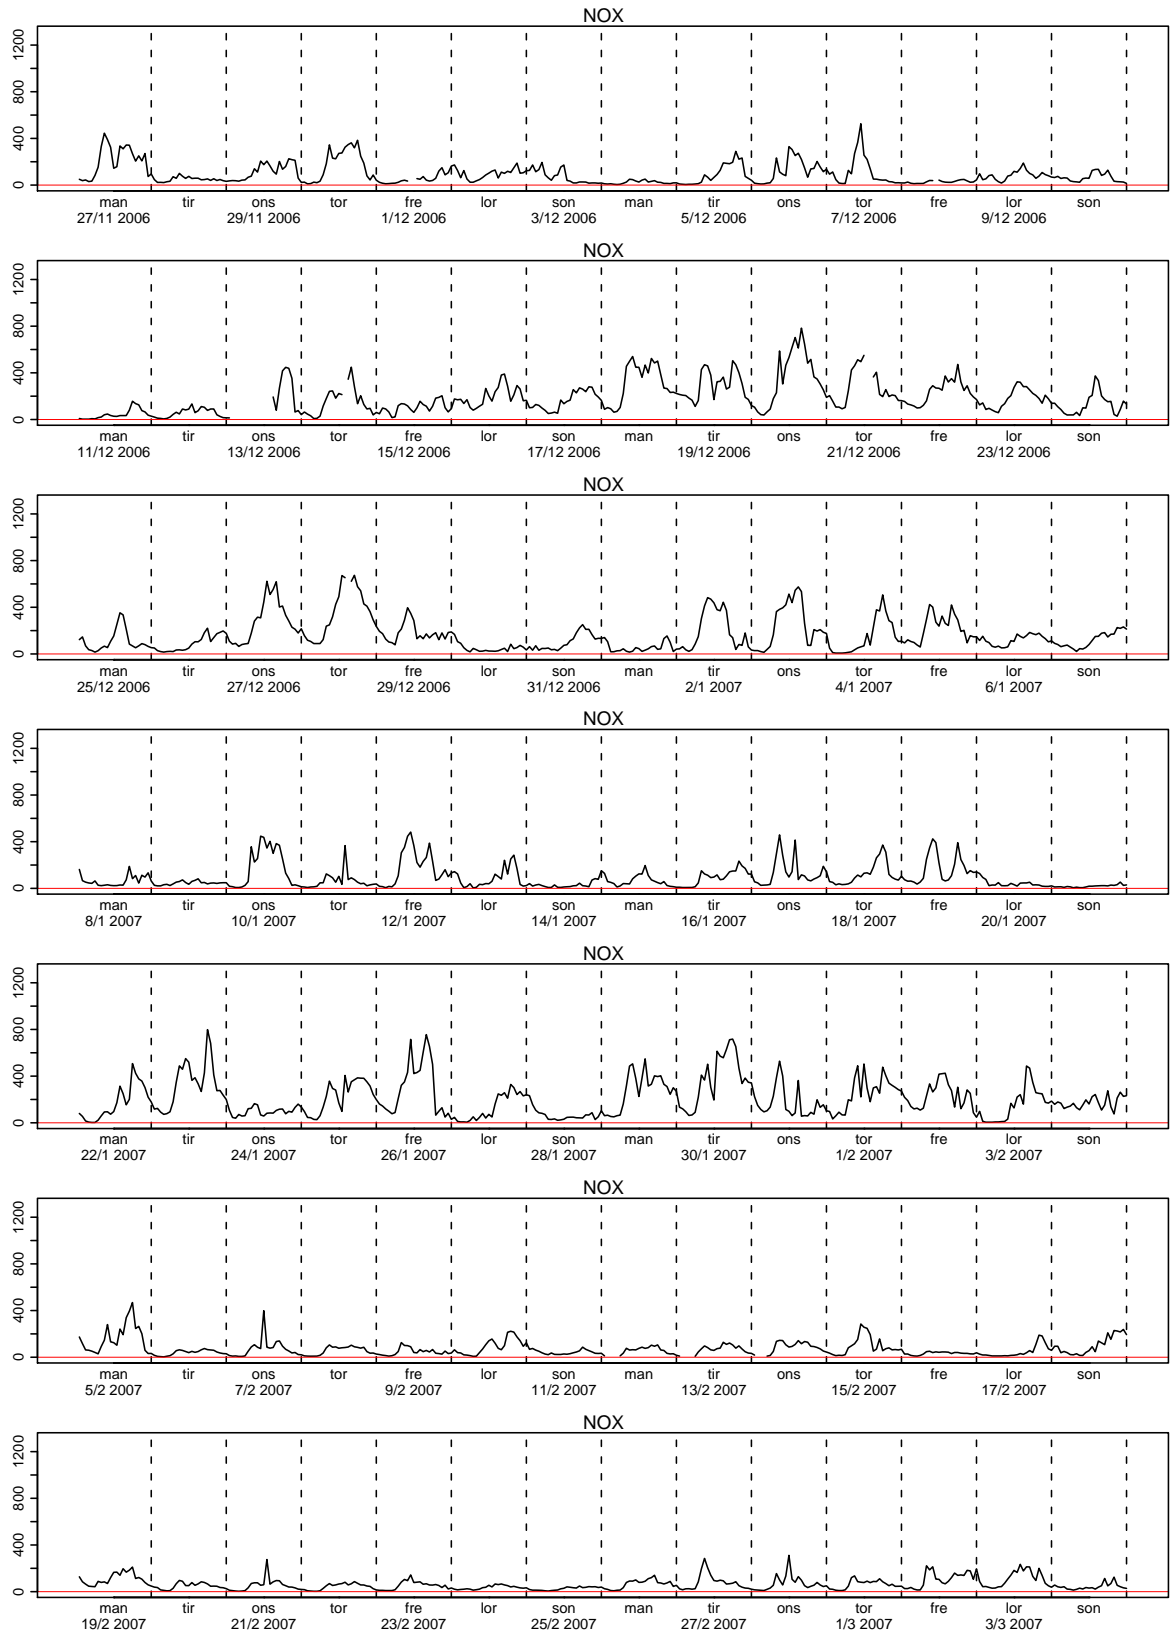 NOX
1200
800
400
0
man tir ons tor fre lor son man tir ons tor fre lor son
27/11 2006 29/11 2006 1/12 2006 3/12 2006 5/12 2006 7/12 2006 9/12 2006
NOX
1200
800
400
0
man tir ons tor fre lor son man tir ons tor fre lor son
11/12 2006 13/12 2006 15/12 2006 17/12 2006 19/12 2006 21/12 2006 23/12 2006
NOX
1200
800
400
0
man tir ons tor fre lor son man tir ons tor fre lor son
25/12 2006 27/12 2006 29/12 2006 31/12 2006 2/1 2007 4/1 2007 6/1 2007
NOX
1200
800
400
0
man tir ons tor fre lor son man tir ons tor fre lor son
8/1 2007 10/1 2007 12/1 2007 14/1 2007 16/1 2007 18/1 2007 20/1 2007
NOX
1200
800
400
0
man tir ons tor fre lor son man tir ons tor fre lor son
22/1 2007 24/1 2007 26/1 2007 28/1 2007 30/1 2007 1/2 2007 3/2 2007
NOX
1200
800
400
0
man tir ons tor fre lor son man tir ons tor fre lor son
5/2 2007 7/2 2007 9/2 2007 11/2 2007 13/2 2007 15/2 2007 17/2 2007
NOX
1200
800
400
0
man tir ons tor fre lor son man tir ons tor fre lor son
19/2 2007 21/2 2007 23/2 2007 25/2 2007 27/2 2007 1/3 2007 3/3 2007